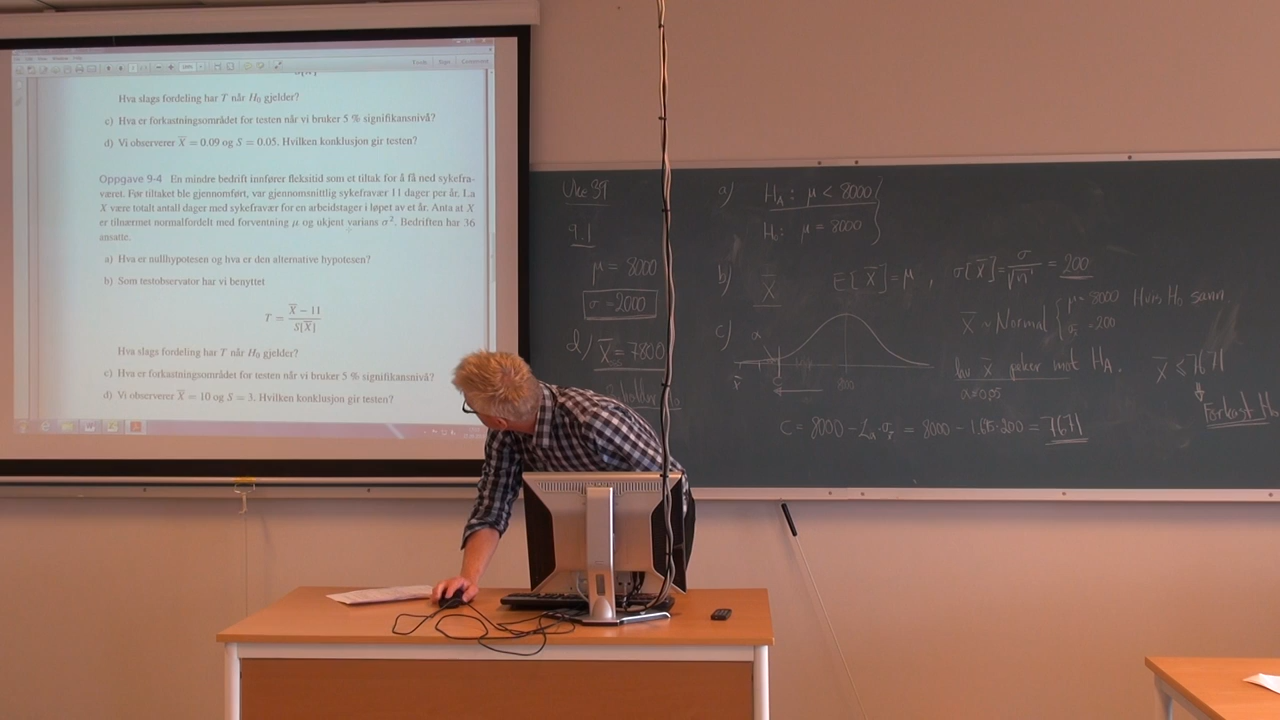 Hva slags fordeling har T når H₀ gjelder?
c) Hva er forkastningsområdet for testen når vi bruker 5 % signifikansnivå?
d) Vi observerer X̄ = 0.09 og S = 0.05. Hvilken konklusjon gir testen?
Oppgave 9-4 En mindre bedrift innfører fleksitid som et tiltak for å få ned sykefra-
været. Før tiltaket ble gjennomført, var gjennomsnittlig sykefravær 11 dager per år. La
X være totalt antall dager med sykefravær for en arbeidstager i løpet av et år. Anta at X
er tilnærmet normalfordelt med forventning μ og ukjent varians σ². Bedriften har 36
ansatte.
a) Hva er nullhypotesen og hva er den alternative hypotesen?
b) Som testobservator har vi benyttet
T = (X̄ − 11) / S[X̄]
Hva slags fordeling har T når H₀ gjelder?
c) Hva er forkastningsområdet for testen når vi bruker 5 % signifikansnivå?
d) Vi observerer X̄ = 10 og S = 3. Hvilken konklusjon gir testen?
Uke 39
9.1
μ = 8000
σ = 2000
d) X̄ = 7800
a) H_A: μ < 8000
H₀: μ = 8000
b) X̄ E[X̄] = μ, σ[X̄] = σ/√n = 200
X̄ ~ Normal { μ = 8000 Hvis H₀ sann
= 200
c) α
peker mot H_A. X̄ ≤ 7671
α = 0,05
Forkast H₀
C = 8000 − = 8000 − 1.645·200 = 7671